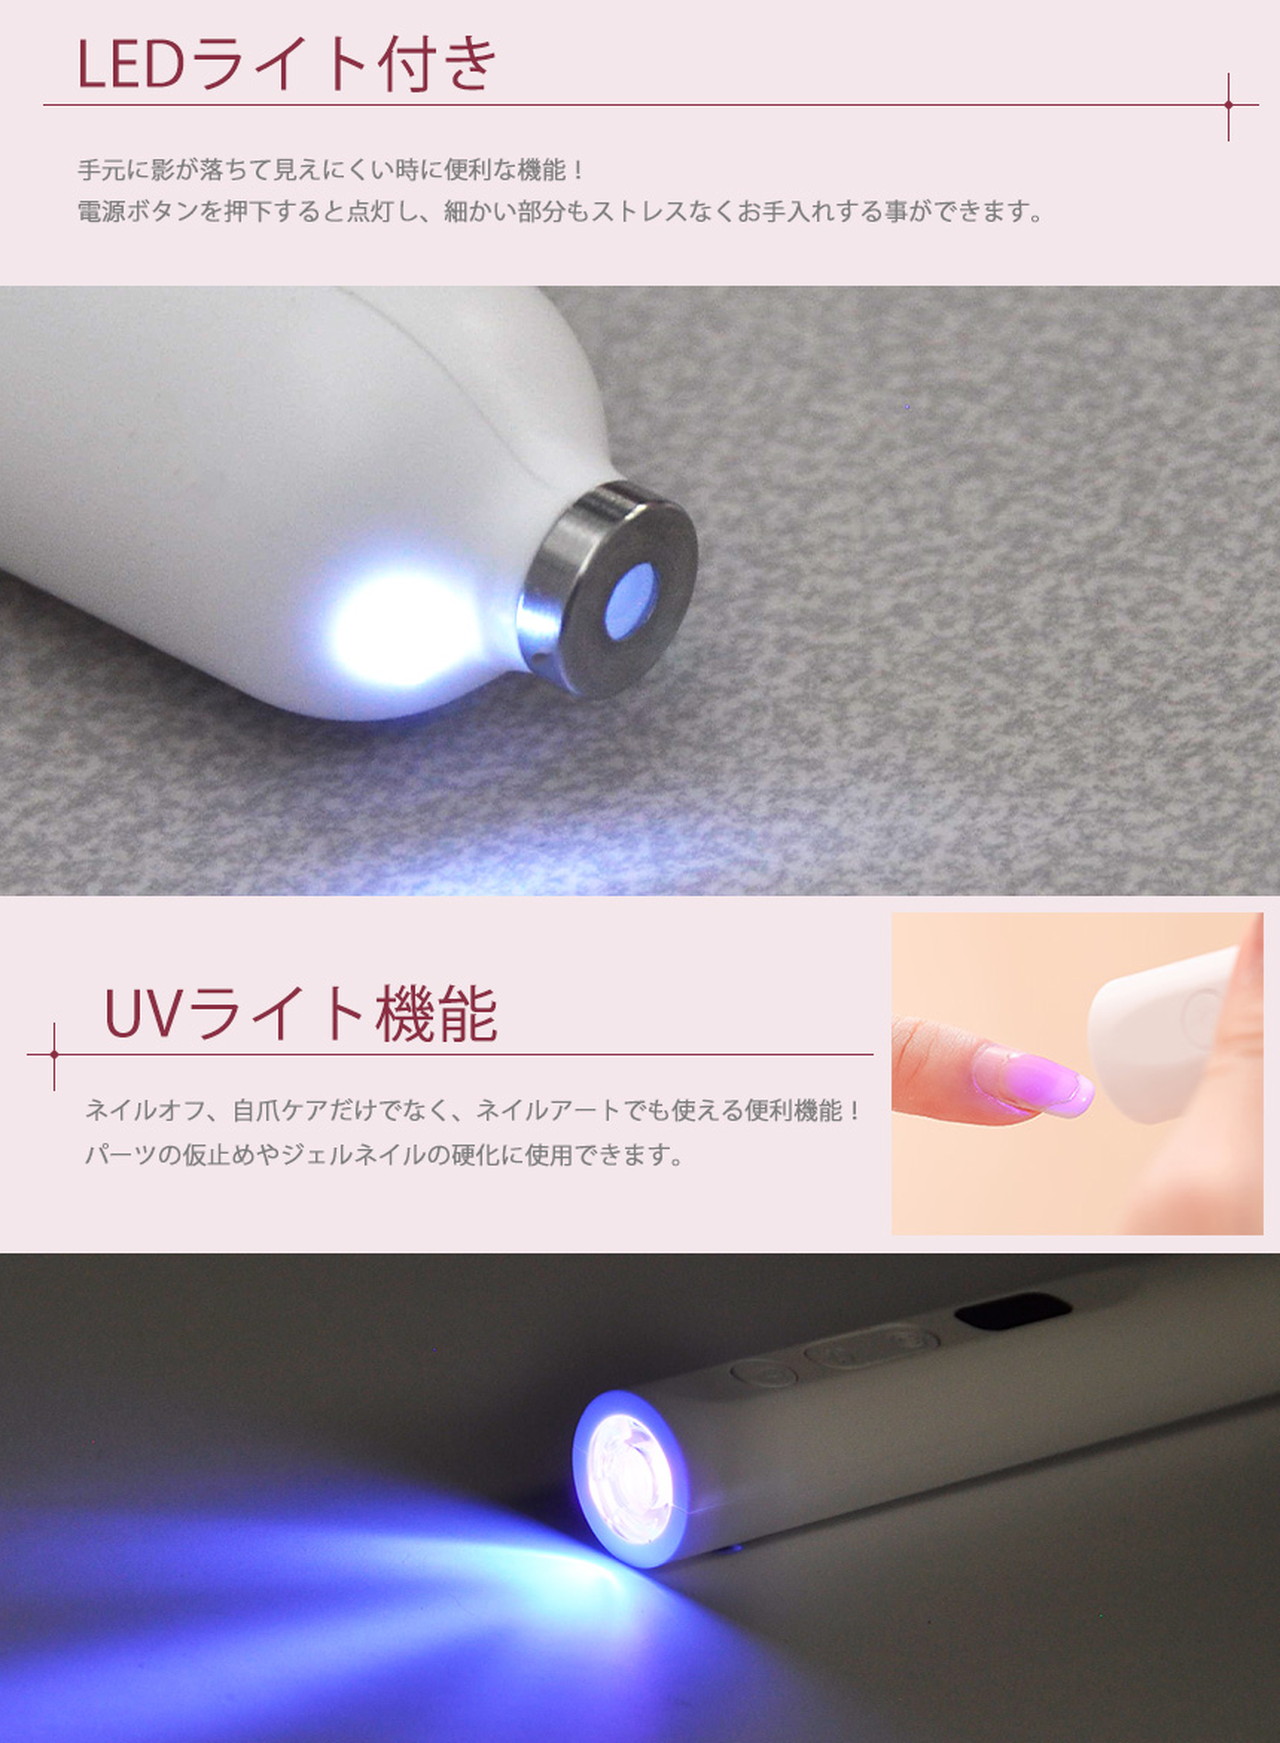 LEDライト付き
手元に影が落ちて見えにくい時に便利な機能！
電源ボタンを押下すると点灯し、細かい部分もストレスなくお手入れする事ができます。
UVライト機能
ネイルオフ、自爪ケアだけでなく、ネイルアートでも使える便利機能！
パーツの仮止めやジェルネイルの硬化に使用できます。